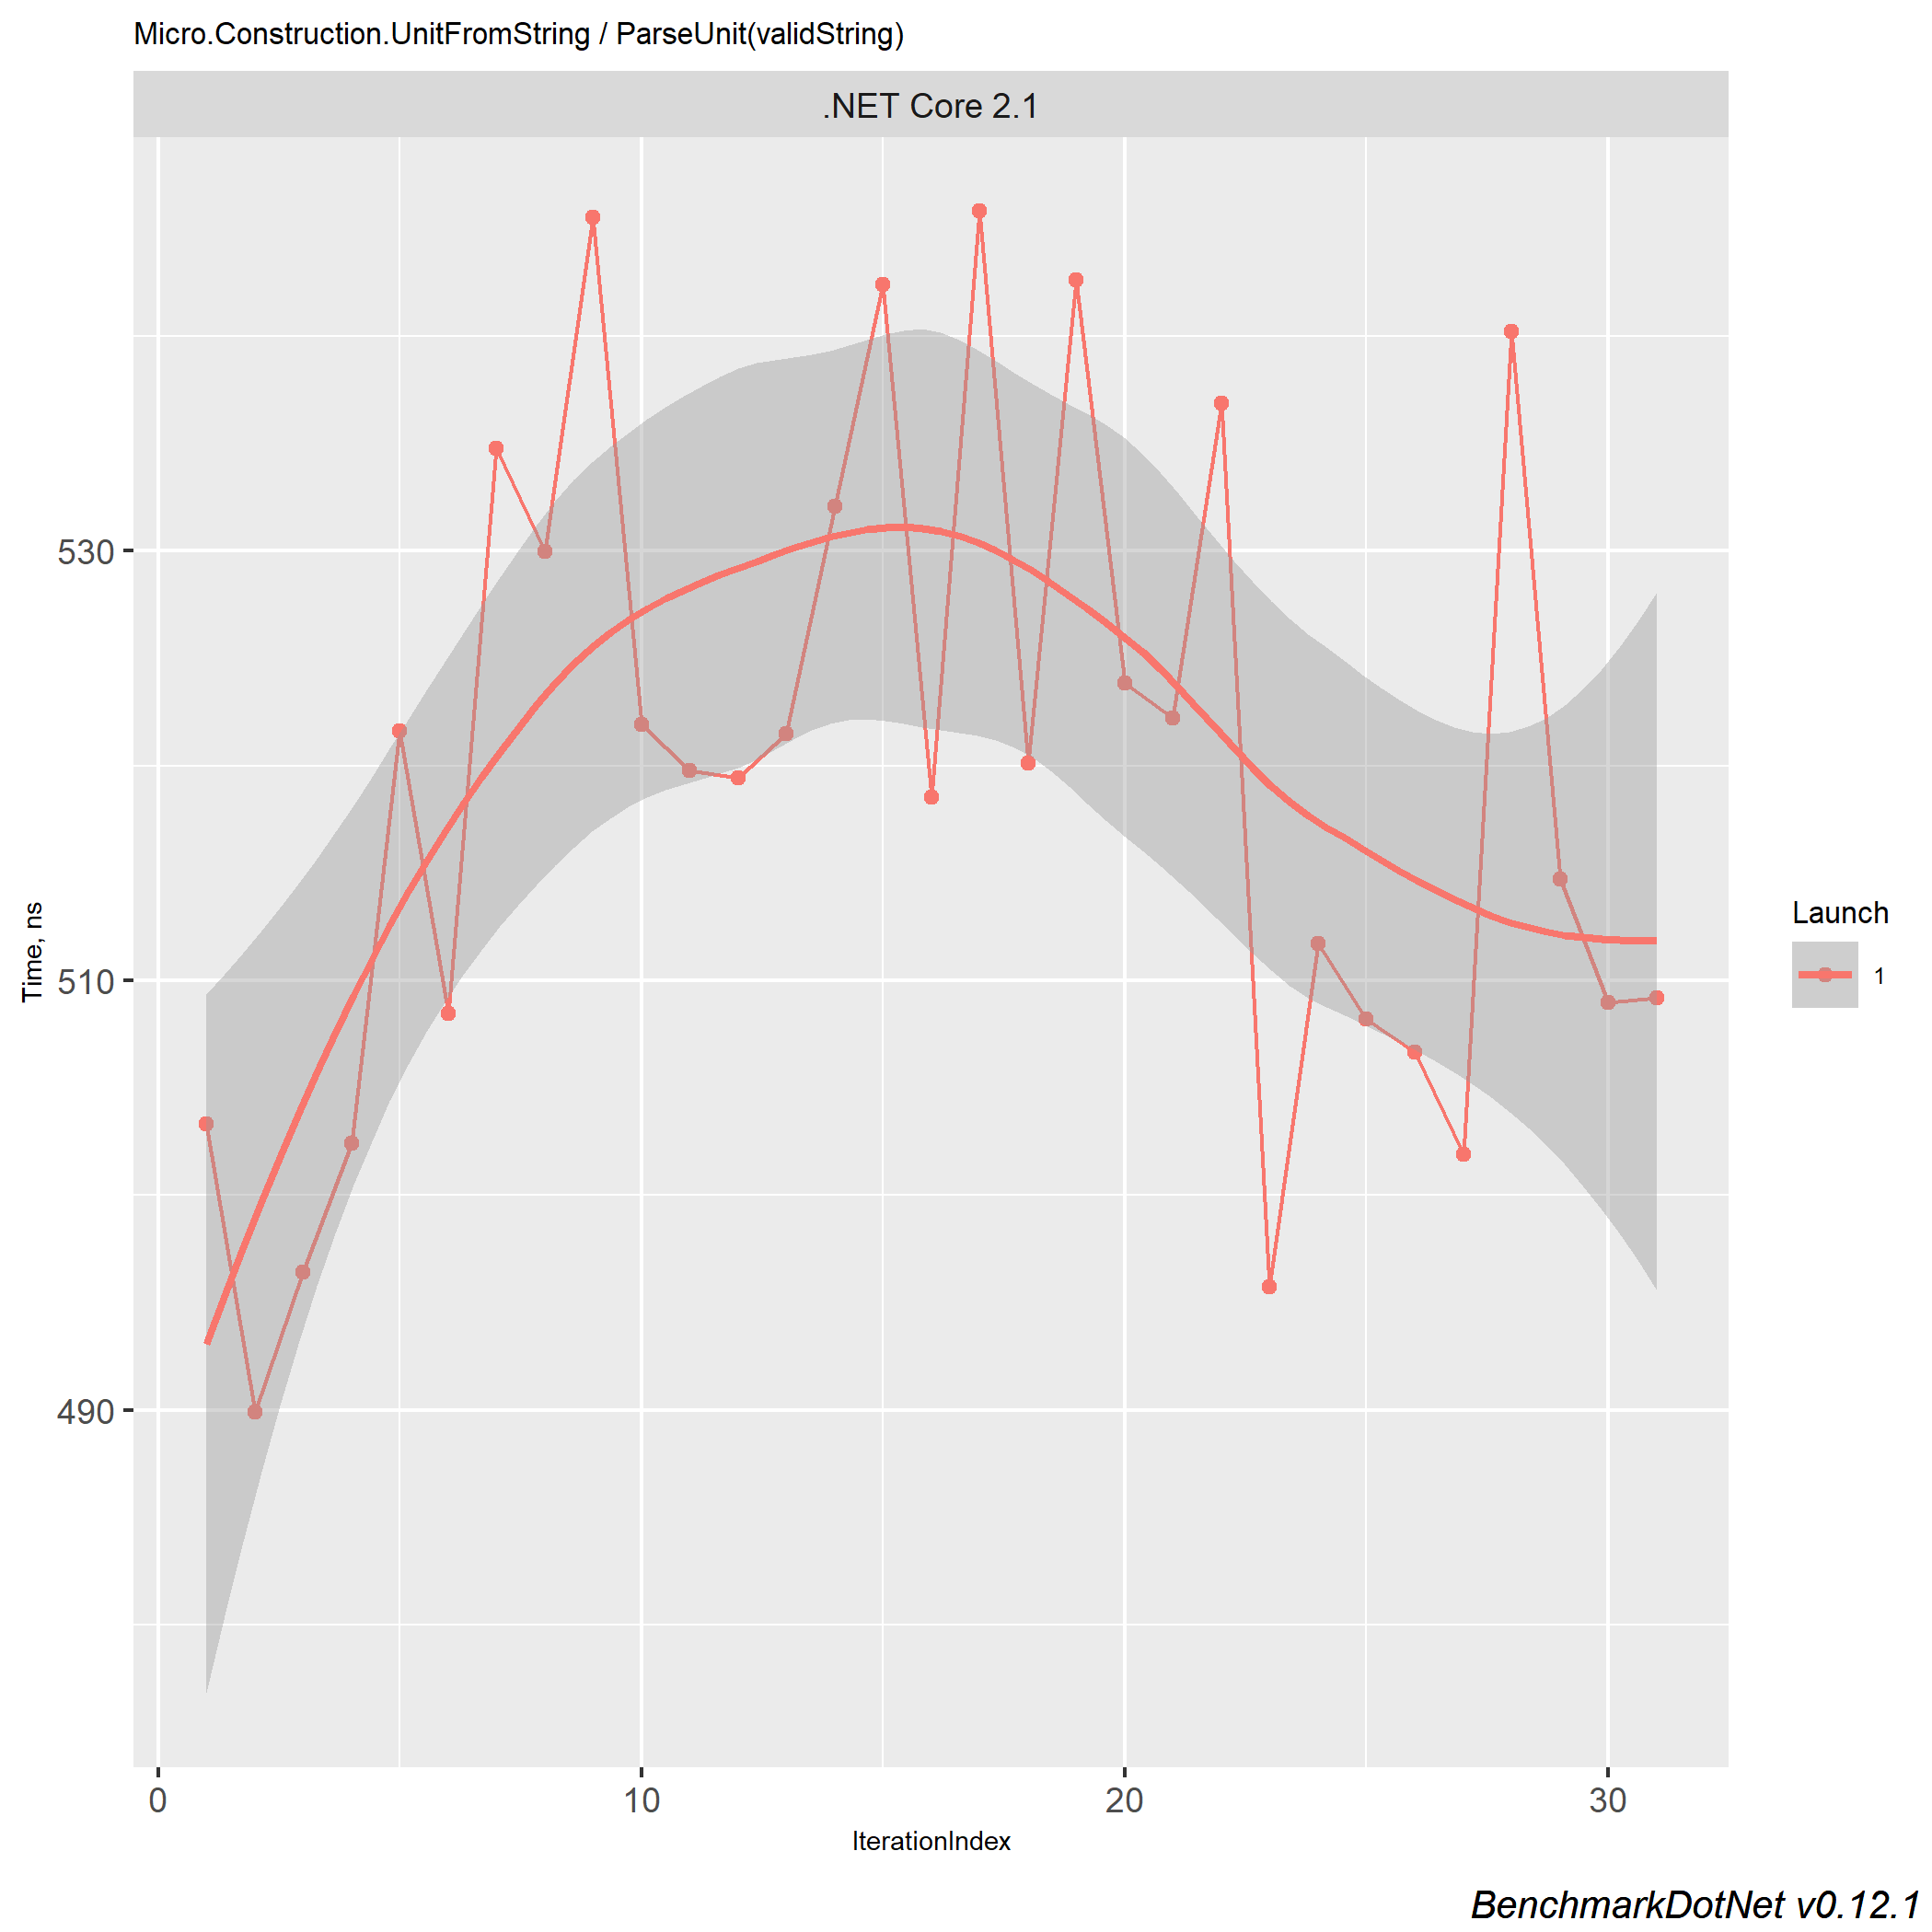 Micro.Construction.UnitFromString / ParseUnit(validString)
.NET Core 2.1
530
510
490
Time, ns
0 10 20 30
IterationIndex
Launch
1
BenchmarkDotNet v0.12.1